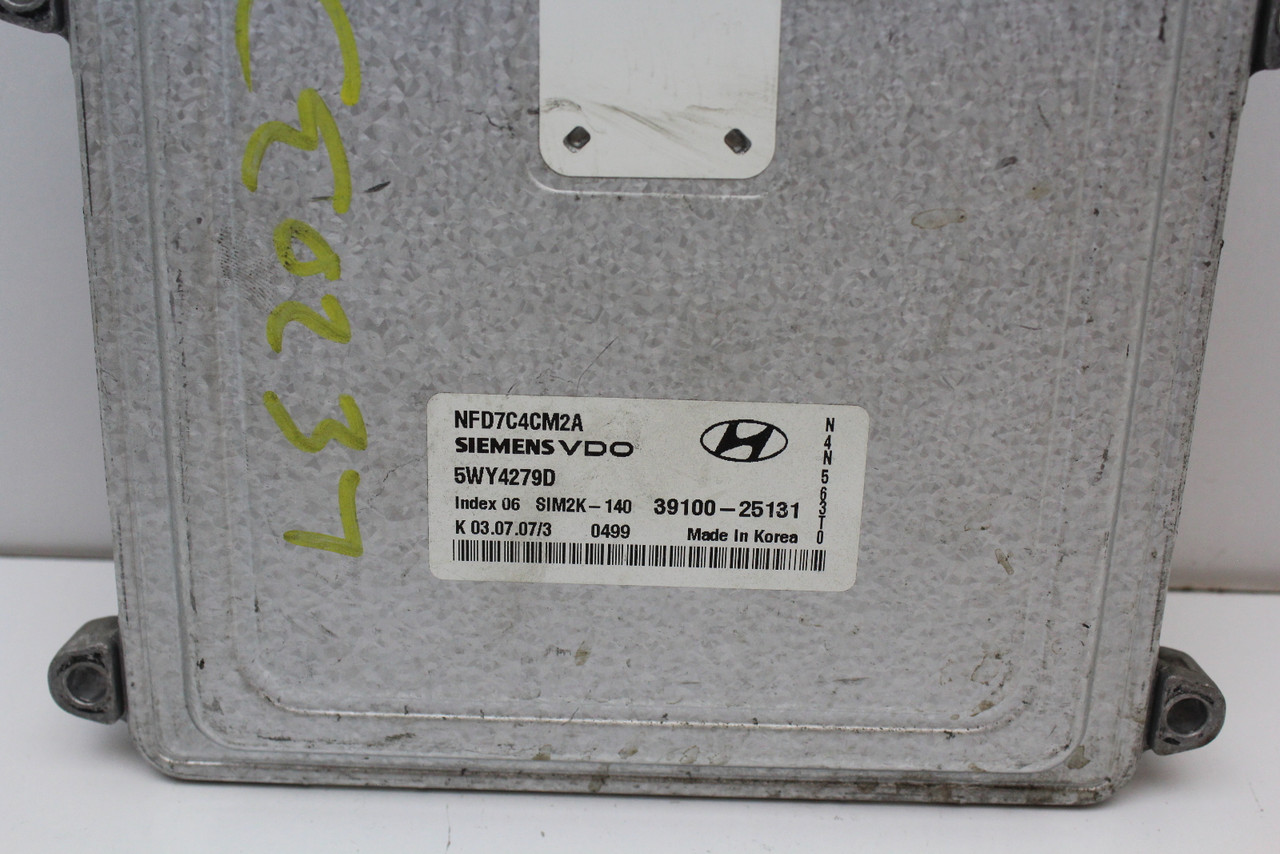 NFD7C4CM2A
SIEMENS VDO
5WY4279D
Index 06 SIM2K-140 39100-25131
K 03.07.07/3 0499 Made In Korea
N4N563T0